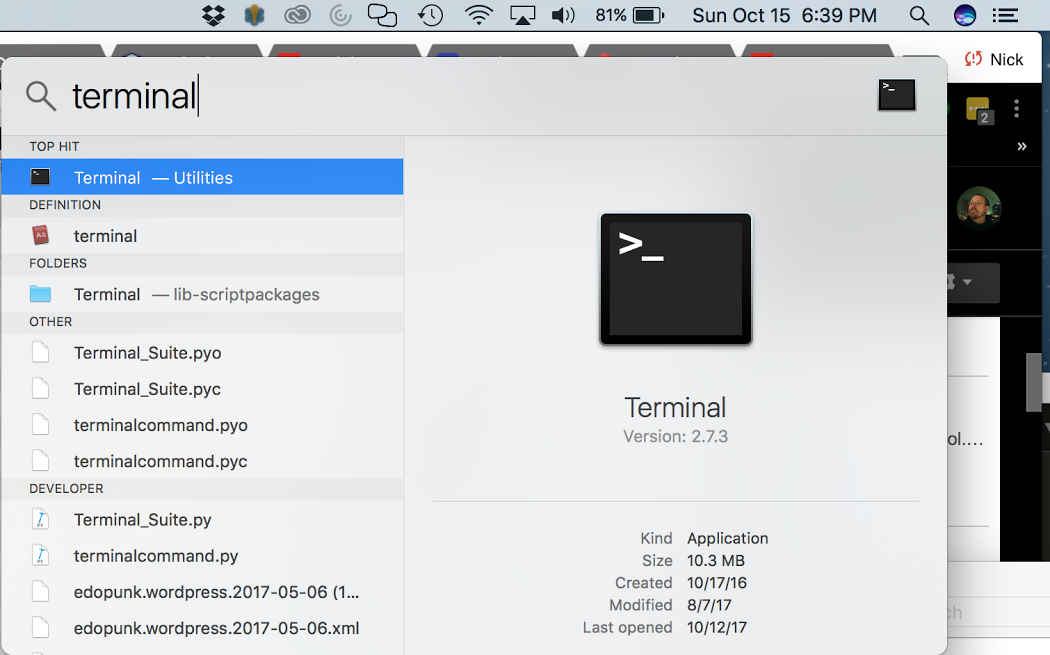 81% Sun Oct 15 6:39 PM
Nick
terminal
2
»
TOP HIT
Terminal — Utilities
DEFINITION
terminal
FOLDERS
Terminal — lib-scriptpackages
OTHER
Terminal_Suite.pyo
Terminal_Suite.pyc
terminalcommand.pyo
terminalcommand.pyc
DEVELOPER
Terminal_Suite.py
terminalcommand.py
edopunk.wordpress.2017-05-06 (1...
edopunk.wordpress.2017-05-06.xml
>_
Terminal
Version: 2.7.3
Kind Application
Size 10.3 MB
Created 10/17/16
Modified 8/7/17
Last opened 10/12/17
ol....
ch